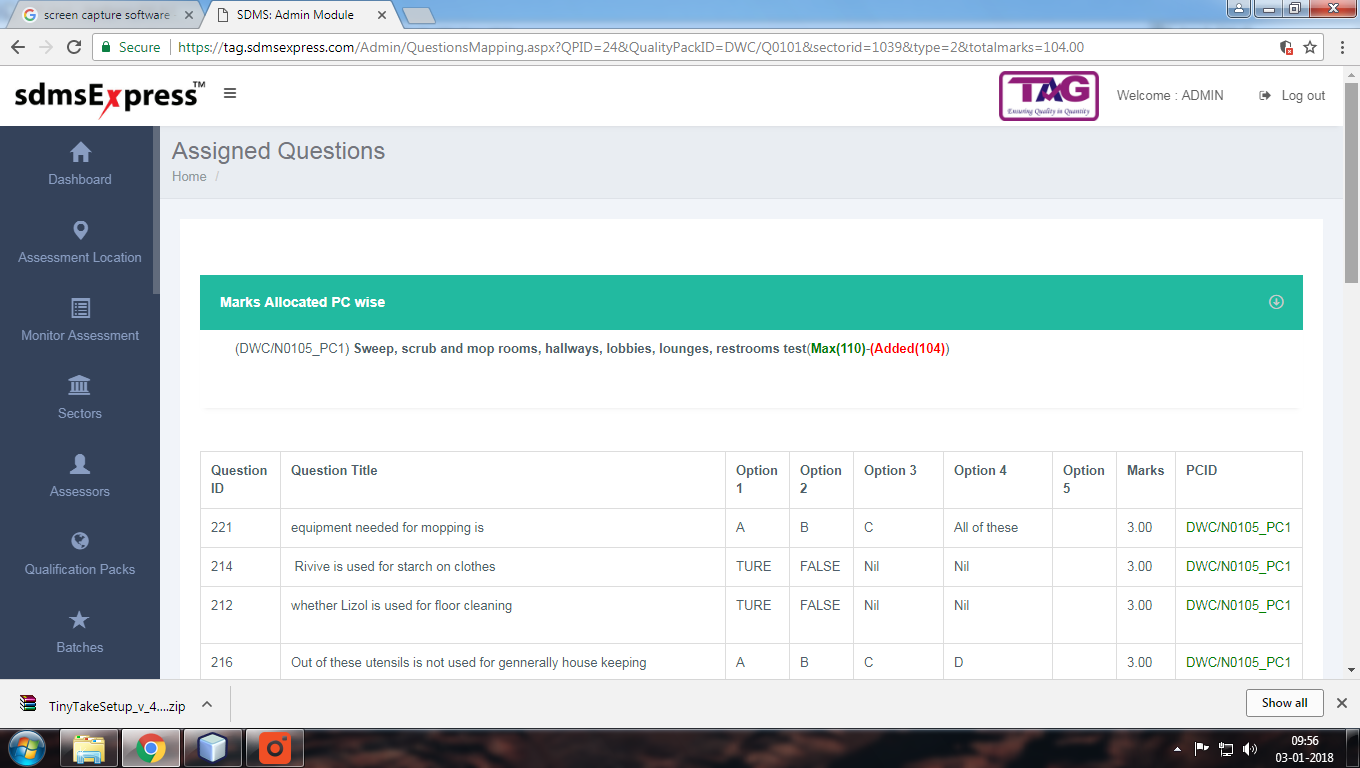 screen capture software
SDMS: Admin Module
Secure
https://tag.sdmsexpress.com/Admin/QuestionsMapping.aspx?QPID=24&QualityPackID=DWC/Q0101&sectorid=1039&type=2&totalmarks=104.00
sdmsExpress™
TAG
Ensuring Quality in Quantity
Welcome : ADMIN
Log out
Dashboard
Assessment Location
Monitor Assessment
Sectors
Assessors
Qualification Packs
Batches
Assigned Questions
Home /
Marks Allocated PC wise
(DWC/N0105_PC1) Sweep, scrub and mop rooms, hallways, lobbies, lounges, restrooms test(Max(110)-(Added(104))
Question ID Question Title Option 1 Option 2 Option 3 Option 4 Option 5 Marks PCID
221 equipment needed for mopping is A B C All of these 3.00 DWC/N0105_PC1
214 Rivive is used for starch on clothes TURE FALSE Nil Nil 3.00 DWC/N0105_PC1
212 whether Lizol is used for floor cleaning TURE FALSE Nil Nil 3.00 DWC/N0105_PC1
216 Out of these utensils is not used for gennerally house keeping A B C D 3.00 DWC/N0105_PC1
TinyTakeSetup_v_4....zip
Show all
09:56
03-01-2018